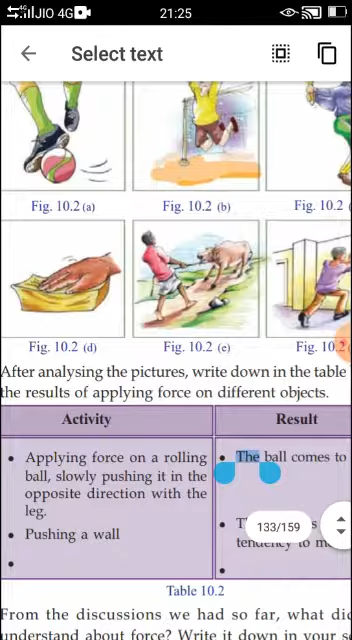 JIO 4G
21:25
Select text
Fig. 10.2 (a)
Fig. 10.2 (b)
Fig. 10.2
Fig. 10.2 (d)
Fig. 10.2 (e)
Fig. 10.2
After analysing the pictures, write down in the table
the results of applying force on different objects.
Activity
Result
• Applying force on a rolling
ball, slowly pushing it in the
opposite direction with the
leg.
• Pushing a wall
•
• The ball comes to
•
tendency to
•
133/159
Table 10.2
From the discussions we had so far, what
understand about force? Write it down in your